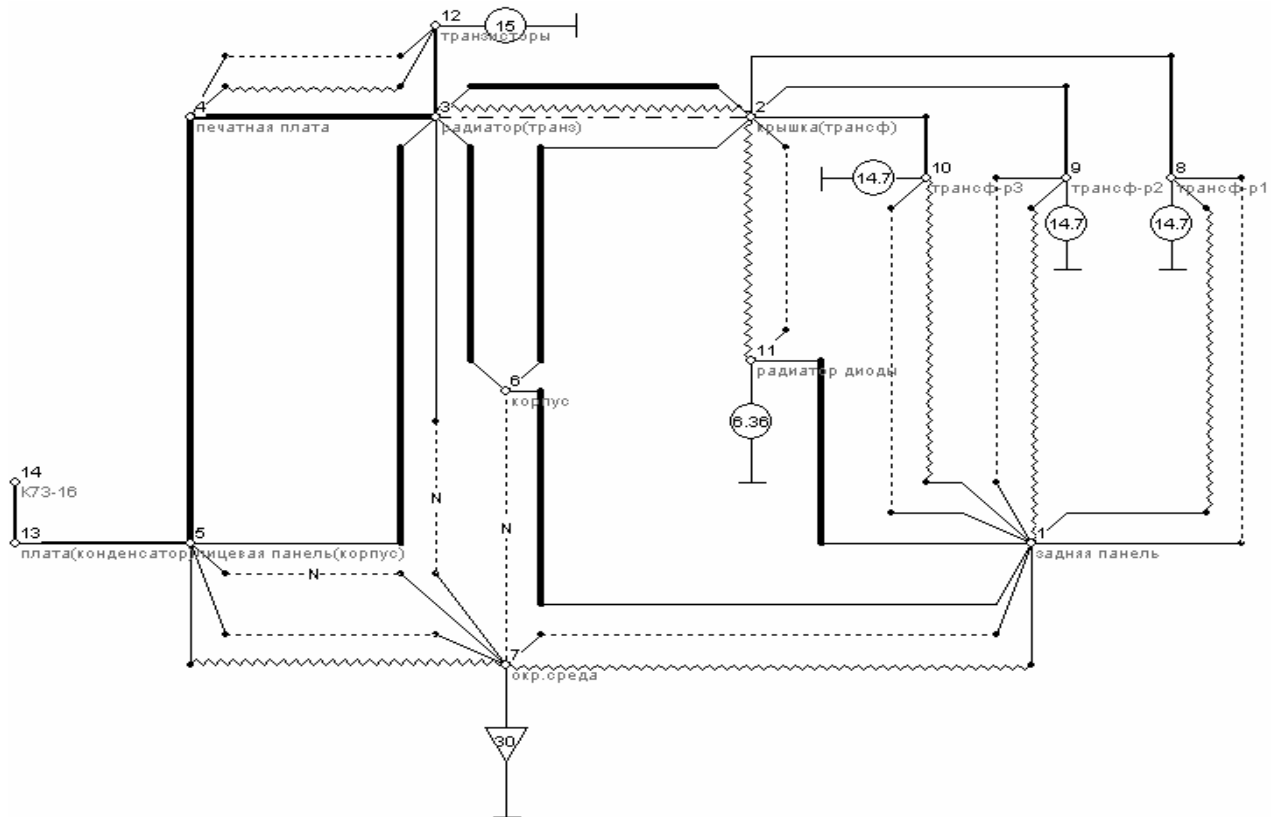 12
15
транзисторы
4
3
2
печатная плата
радиатор(транз)
крышка(трансф)
14.7
10
9
8
трансф-р3
трансф-р2
трансф-р1
14.7
14.7
11
радиатор диоды
6
корпус
6.36
14
К73-16
N
N
13
5
1
плата(конденсатор
лицевая панель(корпус)
задняя панель
N
7
окр.среда
30